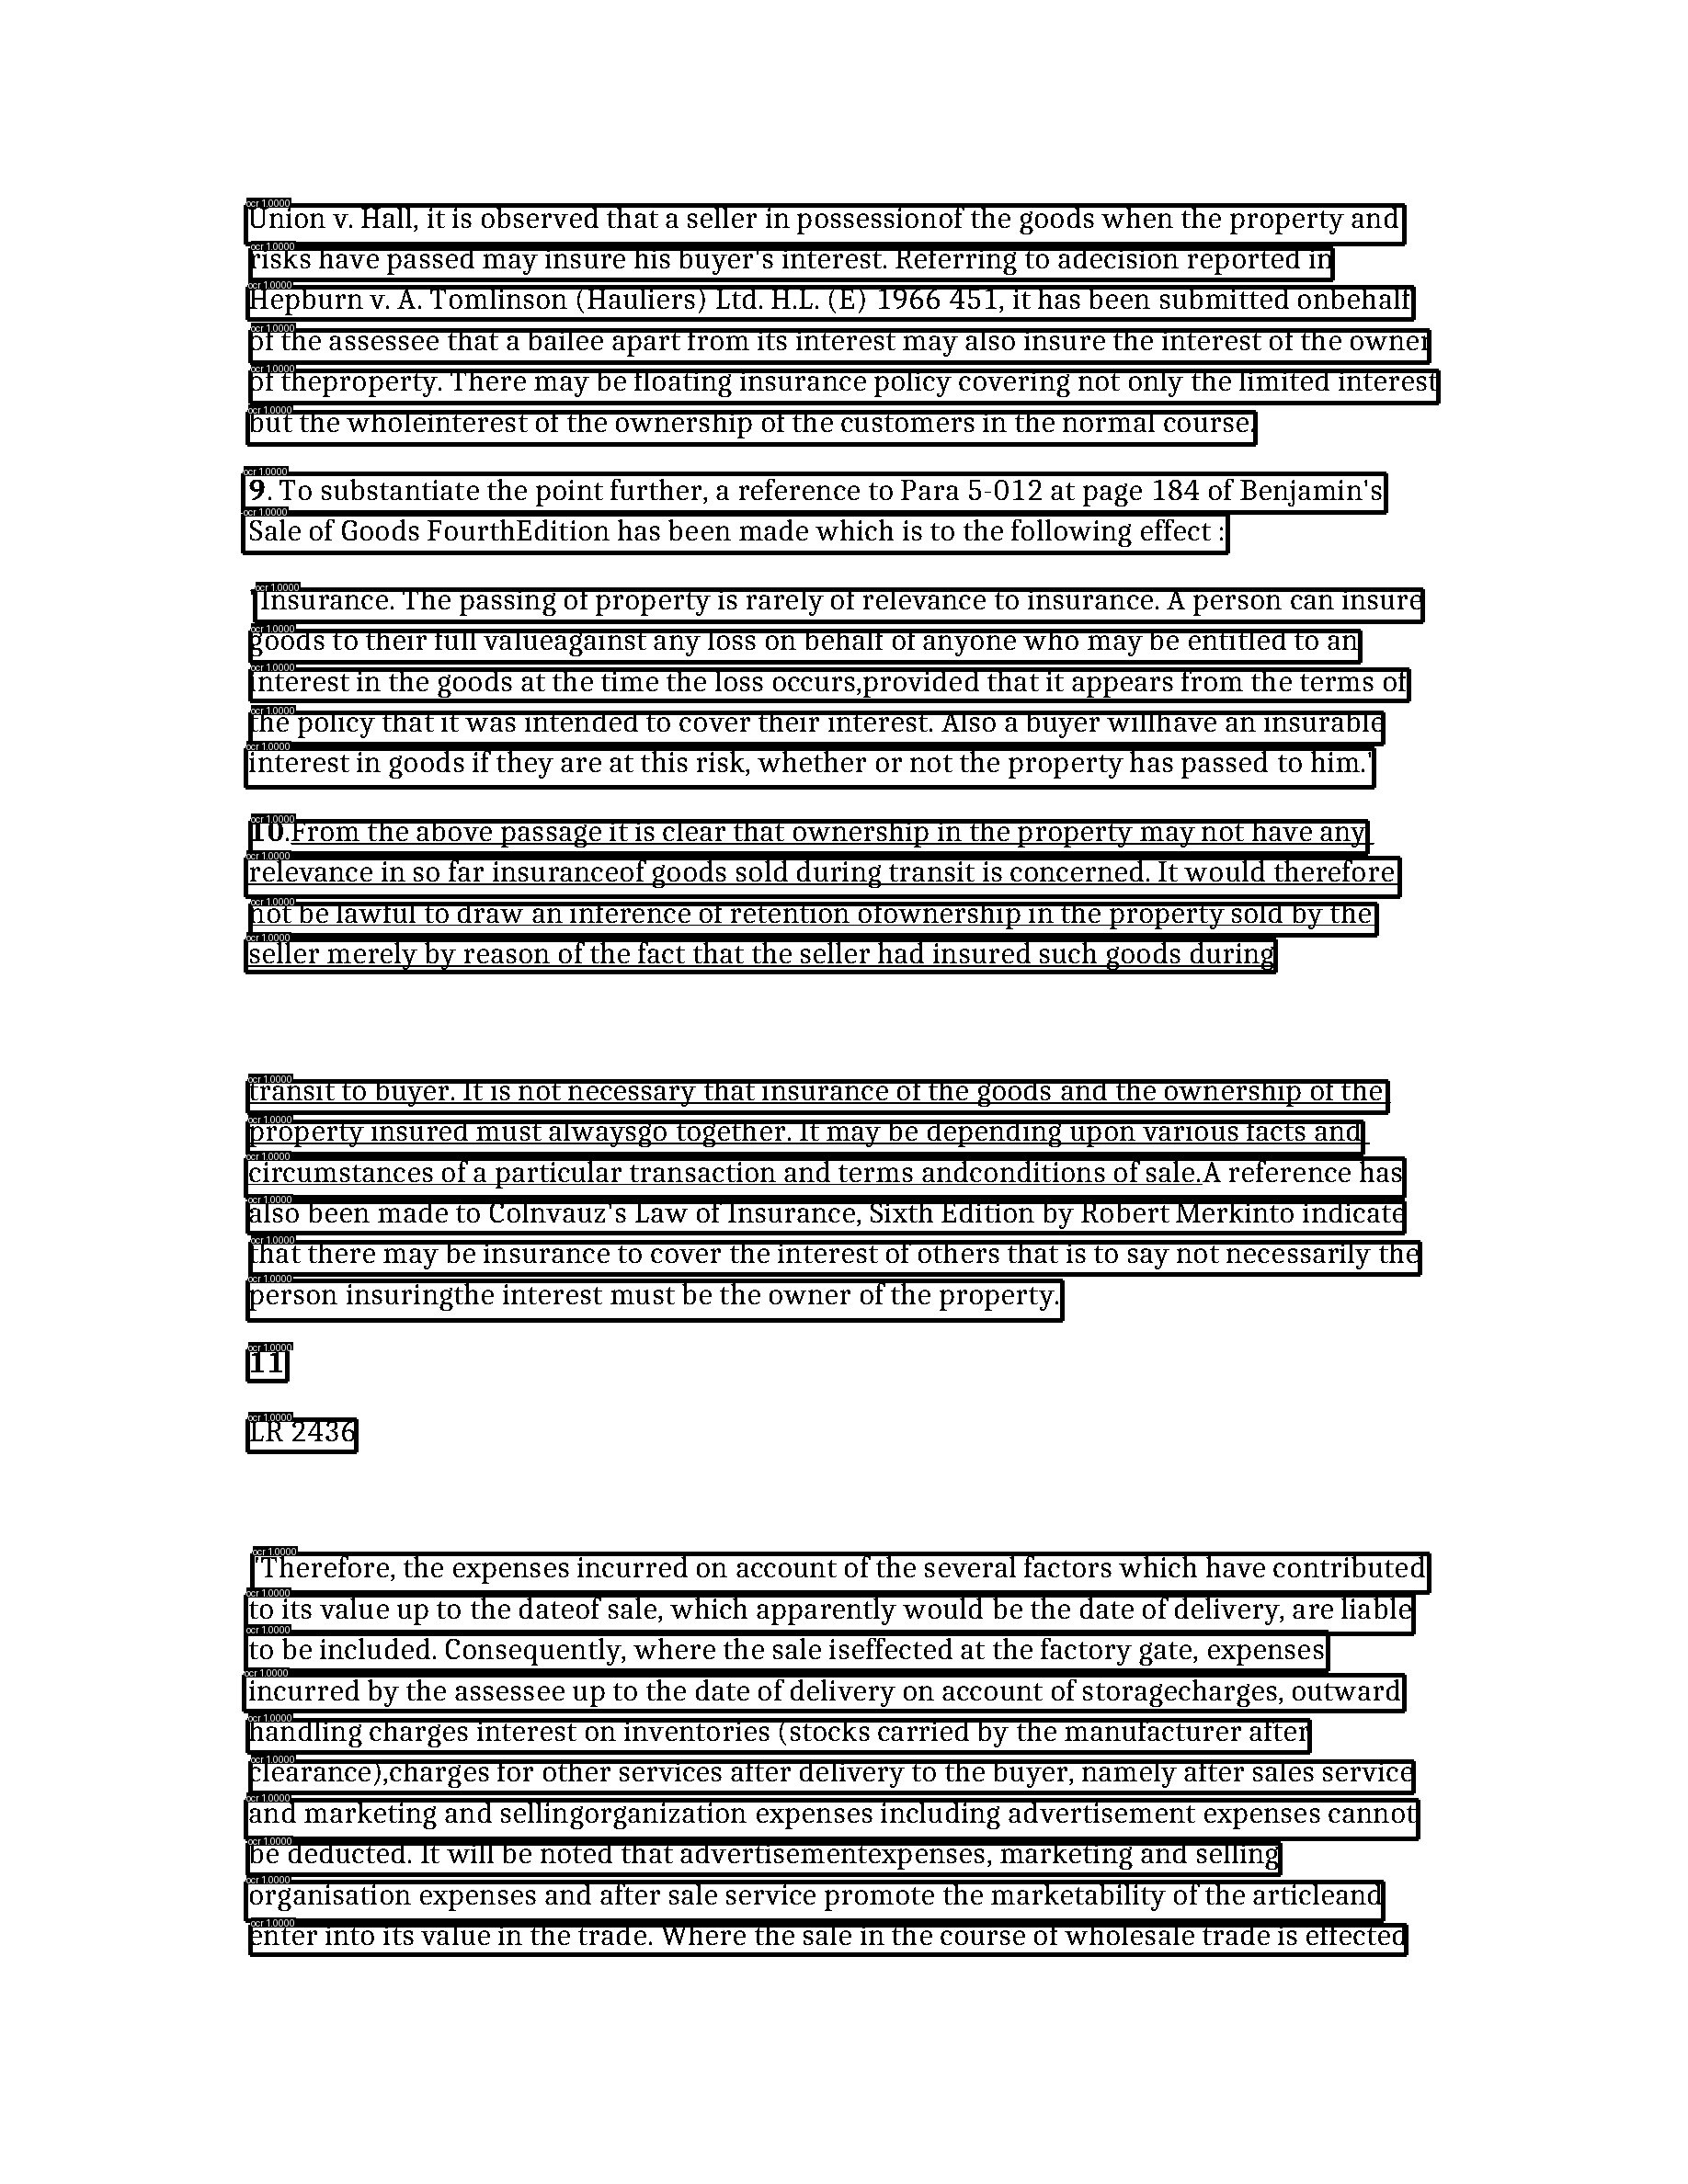 Union v. Hall, it is observed that a seller in possessionof the goods when the property and
risks have passed may insure his buyer's interest. Referring to adecision reported in
Hepburn v. A. Tomlinson (Hauliers) Ltd. H.L. (E) 1966 451, it has been submitted onbehalf
of the assessee that a bailee apart from its interest may also insure the interest of the owner
of theproperty. There may be floating insurance policy covering not only the limited interest
but the wholeinterest of the ownership of the customers in the normal course.
9. To substantiate the point further, a reference to Para 5-012 at page 184 of Benjamin's
Sale of Goods FourthEdition has been made which is to the following effect :
'Insurance. The passing of property is rarely of relevance to insurance. A person can insure
goods to their full valueagainst any loss on behalf of anyone who may be entitled to an
interest in the goods at the time the loss occurs,provided that it appears from the terms of
the policy that it was intended to cover their interest. Also a buyer willhave an insurable
interest in goods if they are at this risk, whether or not the property has passed to him.'
10.From the above passage it is clear that ownership in the property may not have any
relevance in so far insuranceof goods sold during transit is concerned. It would therefore
not be lawful to draw an inference of retention ofownership in the property sold by the
seller merely by reason of the fact that the seller had insured such goods during
transit to buyer. It is not necessary that insurance of the goods and the ownership of the
property insured must alwaysgo together. It may be depending upon various facts and
circumstances of a particular transaction and terms andconditions of sale.A reference has
also been made to Colnvauz's Law of Insurance, Sixth Edition by Robert Merkinto indicate
that there may be insurance to cover the interest of others that is to say not necessarily the
person insuringthe interest must be the owner of the property.
11
LR 2436
'Therefore, the expenses incurred on account of the several factors which have contributed
to its value up to the dateof sale, which apparently would be the date of delivery, are liable
to be included. Consequently, where the sale iseffected at the factory gate, expenses
incurred by the assessee up to the date of delivery on account of storagecharges, outward
handling charges interest on inventories (stocks carried by the manufacturer after
clearance),charges for other services after delivery to the buyer, namely after sales service
and marketing and sellingorganization expenses including advertisement expenses cannot
be deducted. It will be noted that advertisementexpenses, marketing and selling
organisation expenses and after sale service promote the marketability of the articleand
enter into its value in the trade. Where the sale in the course of wholesale trade is effected